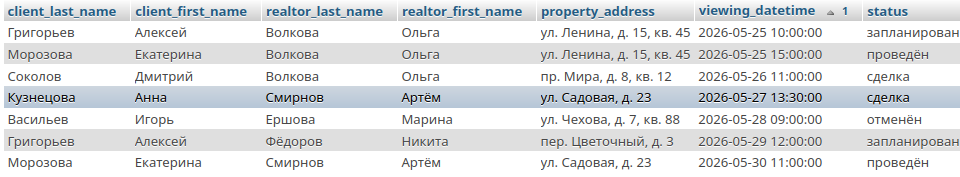 client_last_name client_first_name realtor_last_name realtor_first_name property_address viewing_datetime 1 status
Григорьев Алексей Волкова Ольга ул. Ленина, д. 15, кв. 45 2026-05-25 10:00:00 запланирован
Морозова Екатерина Волкова Ольга ул. Ленина, д. 15, кв. 45 2026-05-25 15:00:00 проведён
Соколов Дмитрий Волкова Ольга пр. Мира, д. 8, кв. 12 2026-05-26 11:00:00 сделка
Кузнецова Анна Смирнов Артём ул. Садовая, д. 23 2026-05-27 13:30:00 сделка
Васильев Игорь Ершова Марина ул. Чехова, д. 7, кв. 88 2026-05-28 09:00:00 отменён
Григорьев Алексей Фёдоров Никита пер. Цветочный, д. 3 2026-05-29 12:00:00 запланирован
Морозова Екатерина Смирнов Артём ул. Садовая, д. 23 2026-05-30 11:00:00 проведён